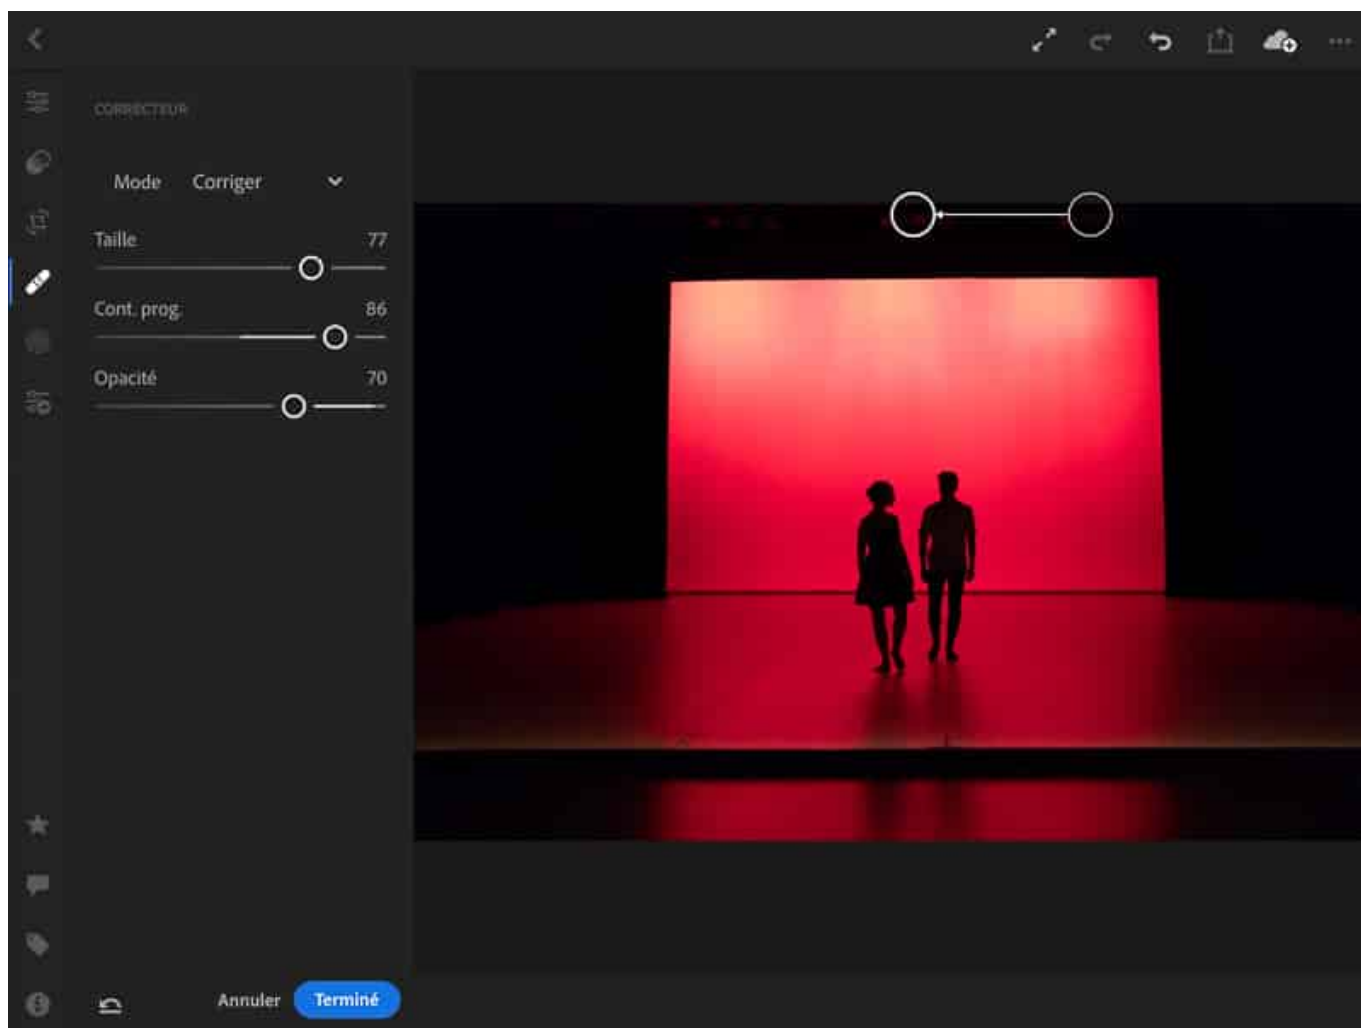 CORRECTEUR
Mode Corriger
Taille 77
Cont. prog. 86
Opacité 70
Annuler Terminé